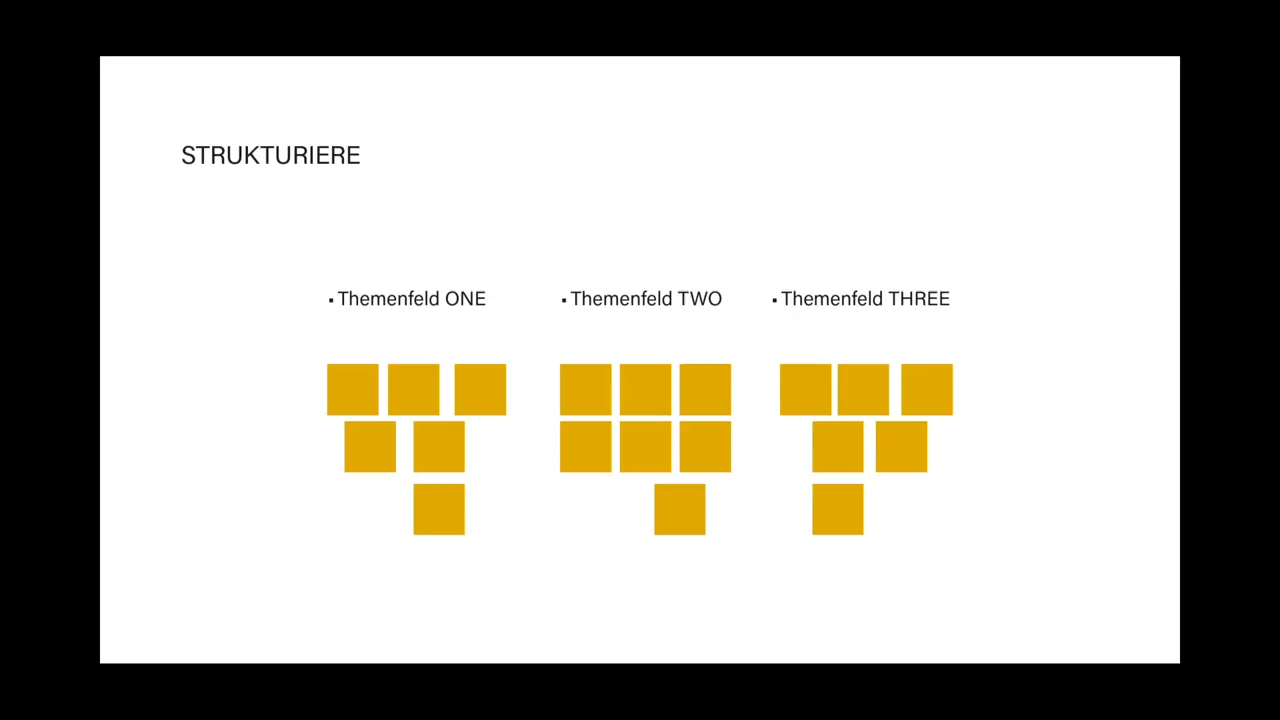 STRUKTURIERE
▪ Themenfeld ONE
▪ Themenfeld TWO
▪ Themenfeld THREE